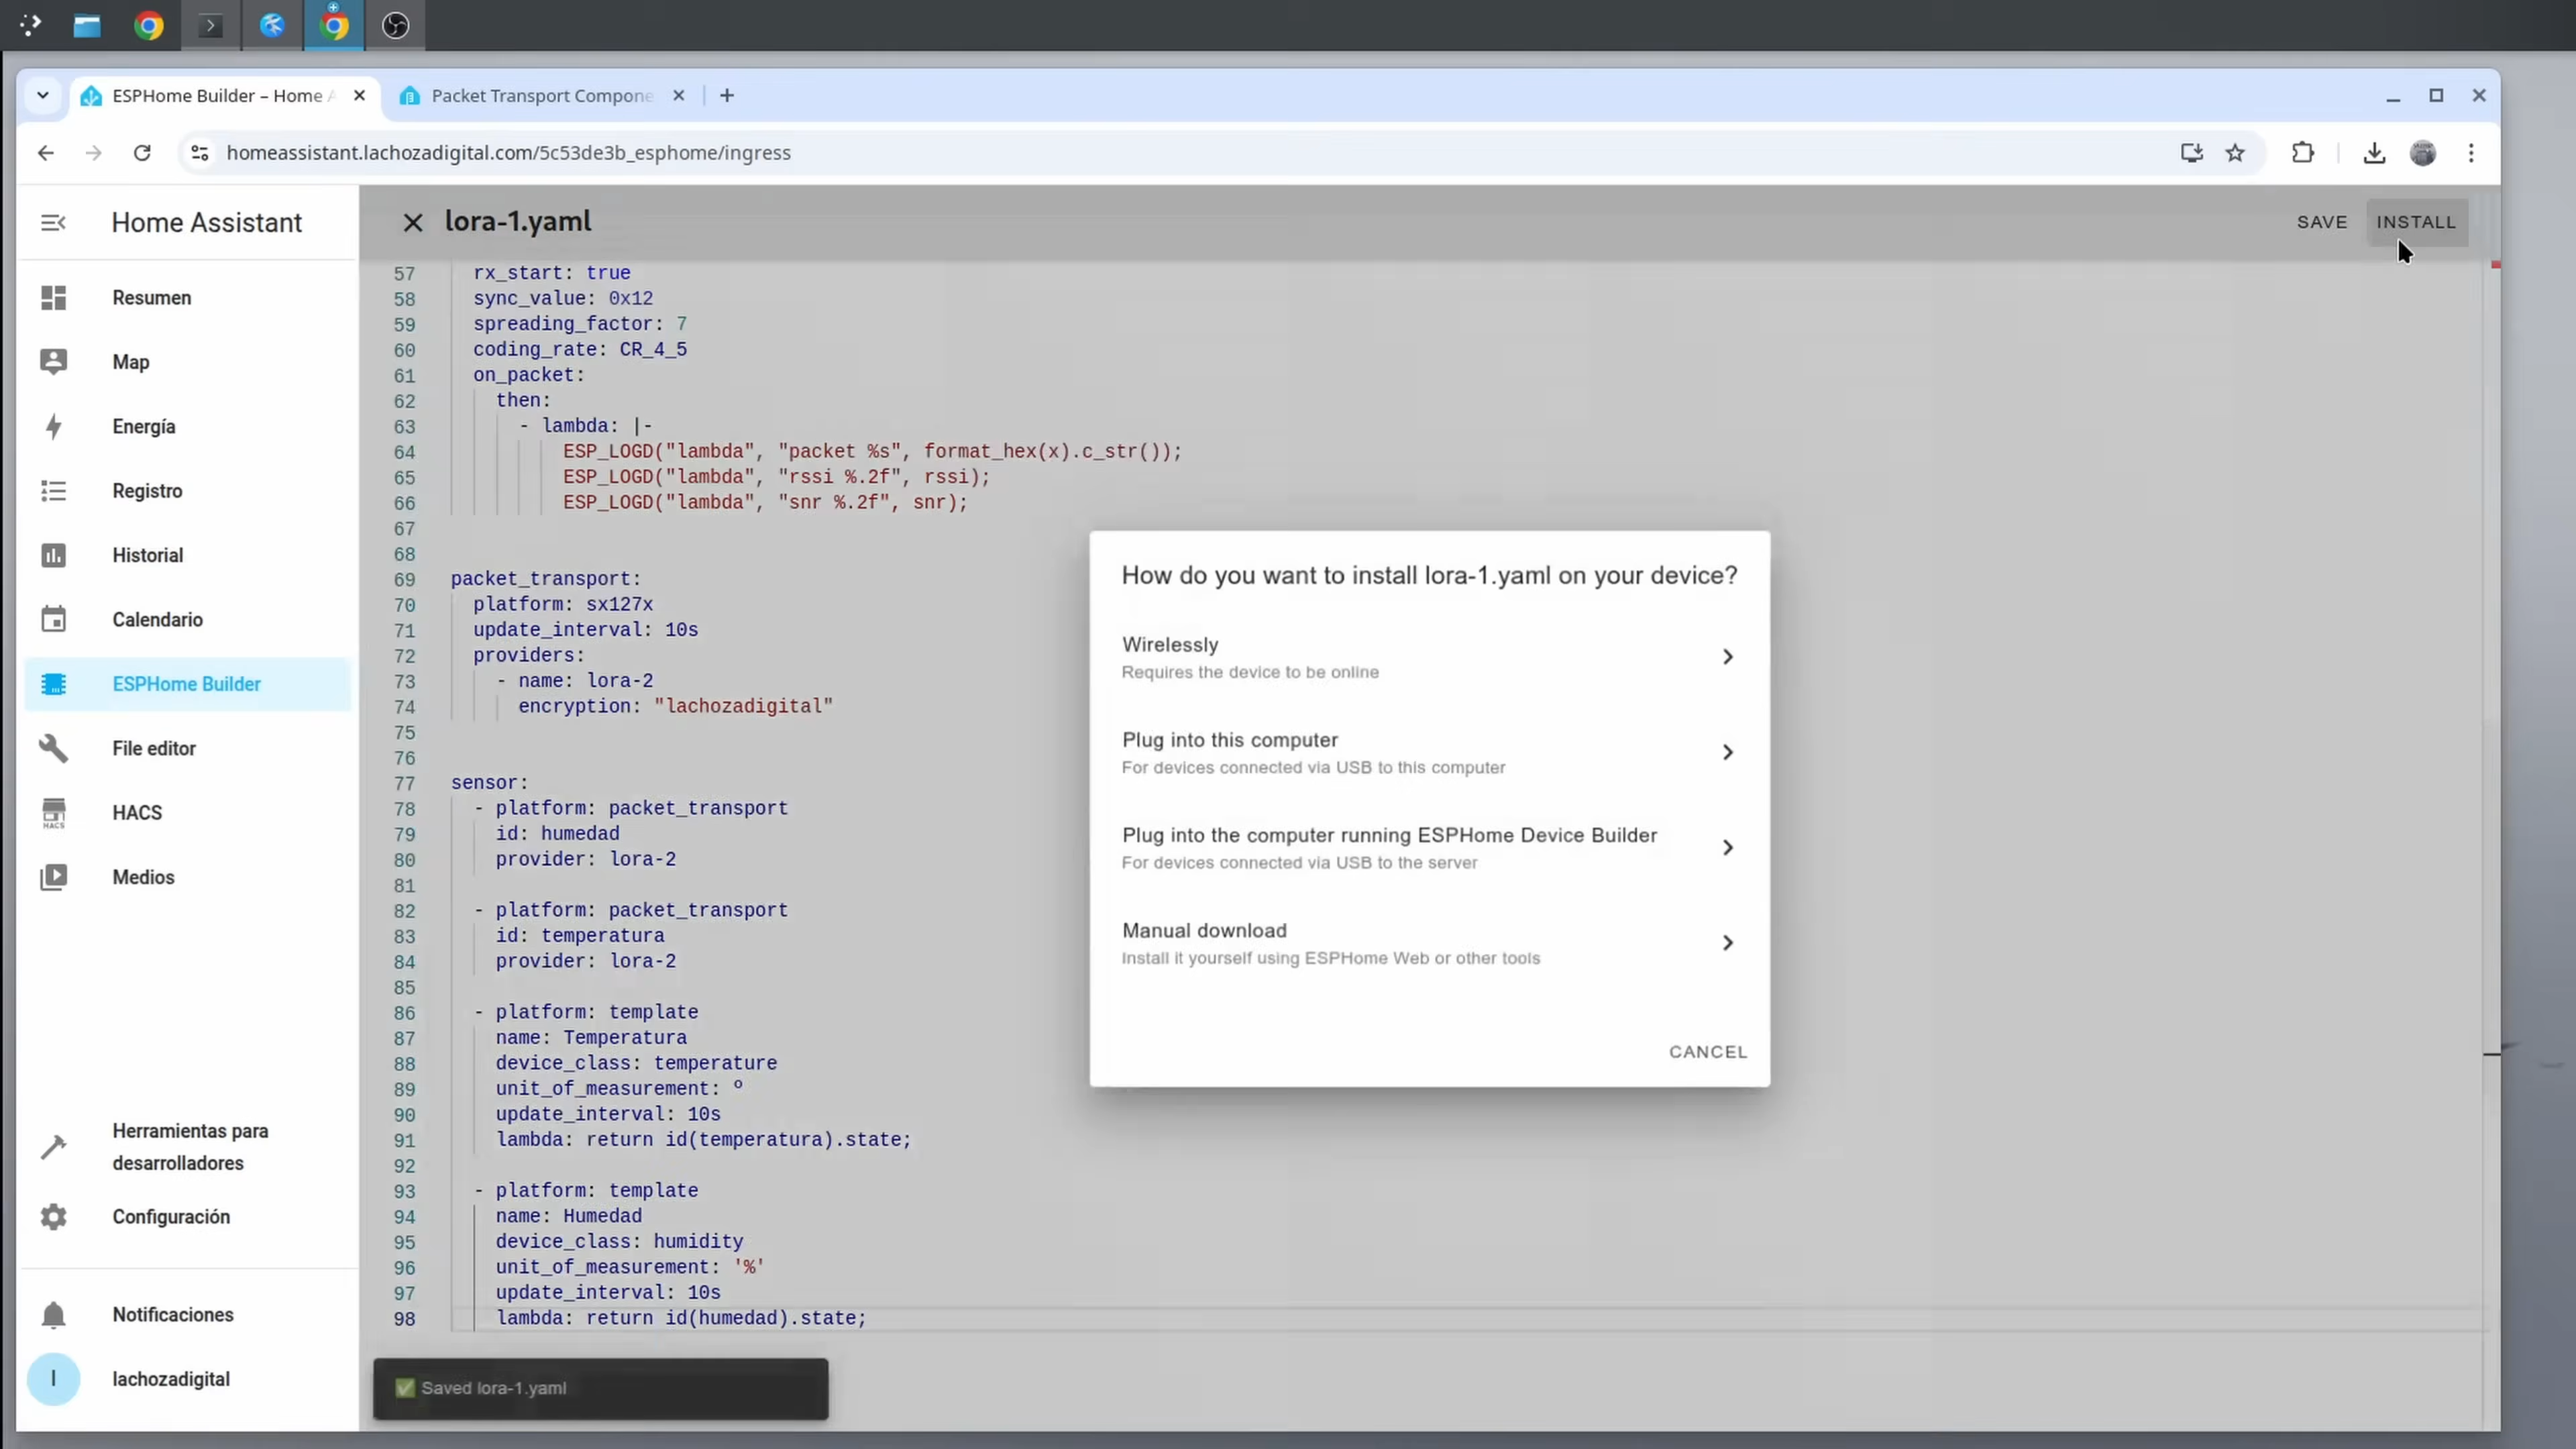 ESPHome Builder – Home A
Packet Transport Compone
homeassistant.lachozadigital.com/5c53de3b_esphome/ingress
Home Assistant
Resumen
Map
Energía
Registro
Historial
Calendario
ESPHome Builder
File editor
HACS
HACS
Medios
Herramientas para
desarrolladores
Configuración
Notificaciones
l
lachozadigital
lora-1.yaml
SAVE
INSTALL
57 rx_start: true
58 sync_value: 0x12
59 spreading_factor: 7
60 coding_rate: CR_4_5
61 on_packet:
62 then:
63 - lambda: |-
64 ESP_LOGD("lambda", "packet %s", format_hex(x).c_str());
65 ESP_LOGD("lambda", "rssi %.2f", rssi);
66 ESP_LOGD("lambda", "snr %.2f", snr);
67
68
69 packet_transport:
70 platform: sx127x
71 update_interval: 10s
72 providers:
73 - name: lora-2
74 encryption: "lachozadigital"
75
76
77 sensor:
78 - platform: packet_transport
79 id: humedad
80 provider: lora-2
81
82 - platform: packet_transport
83 id: temperatura
84 provider: lora-2
85
86 - platform: template
87 name: Temperatura
88 device_class: temperature
89 unit_of_measurement: º
90 update_interval: 10s
91 lambda: return id(temperatura).state;
92
93 - platform: template
94 name: Humedad
95 device_class: humidity
96 unit_of_measurement: '%'
97 update_interval: 10s
98 lambda: return id(humedad).state;
How do you want to install lora-1.yaml on your device?
Wirelessly
Requires the device to be online
Plug into this computer
For devices connected via USB to this computer
Plug into the computer running ESPHome Device Builder
For devices connected via USB to the server
Manual download
Install it yourself using ESPHome Web or other tools
CANCEL
✅ Saved lora-1.yaml